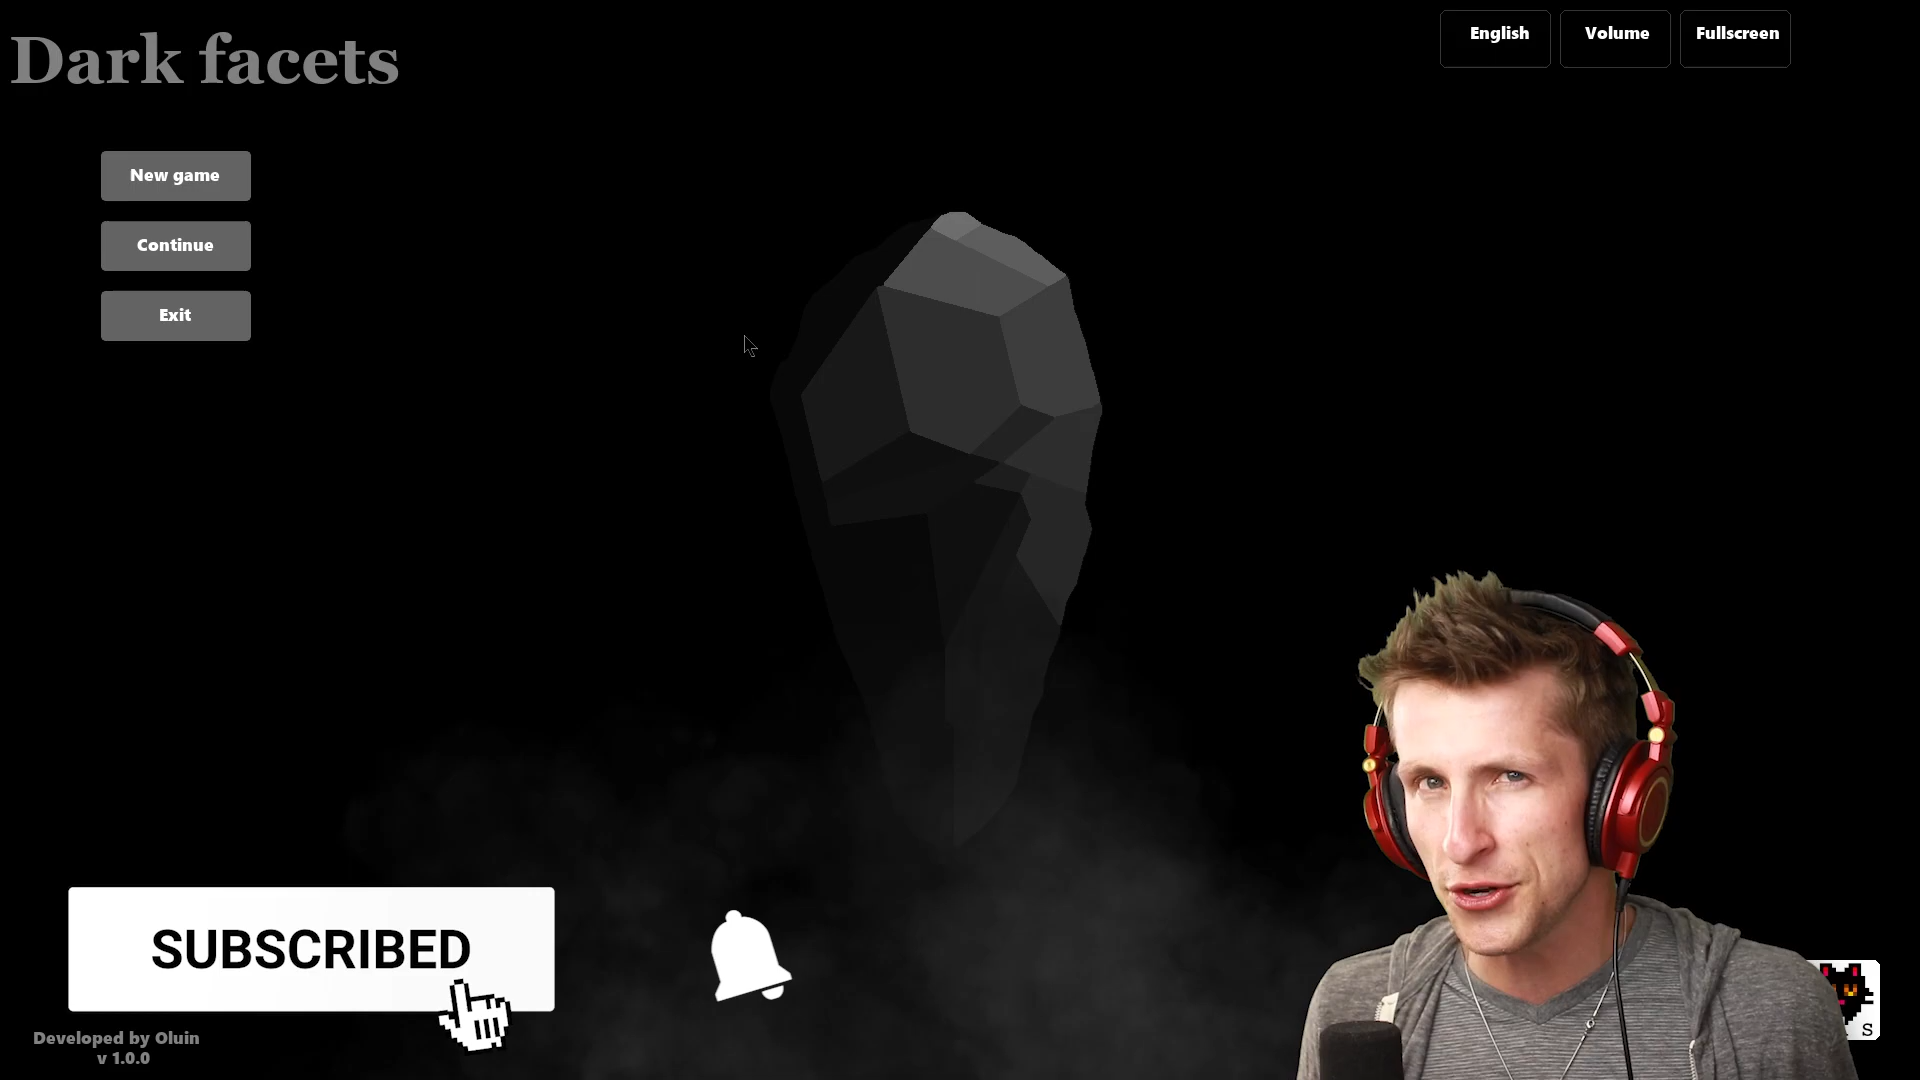 Dark facets
English
Volume
Fullscreen
New game
Continue
Exit
SUBSCRIBED
Developed by Oluin
v 1.0.0
S